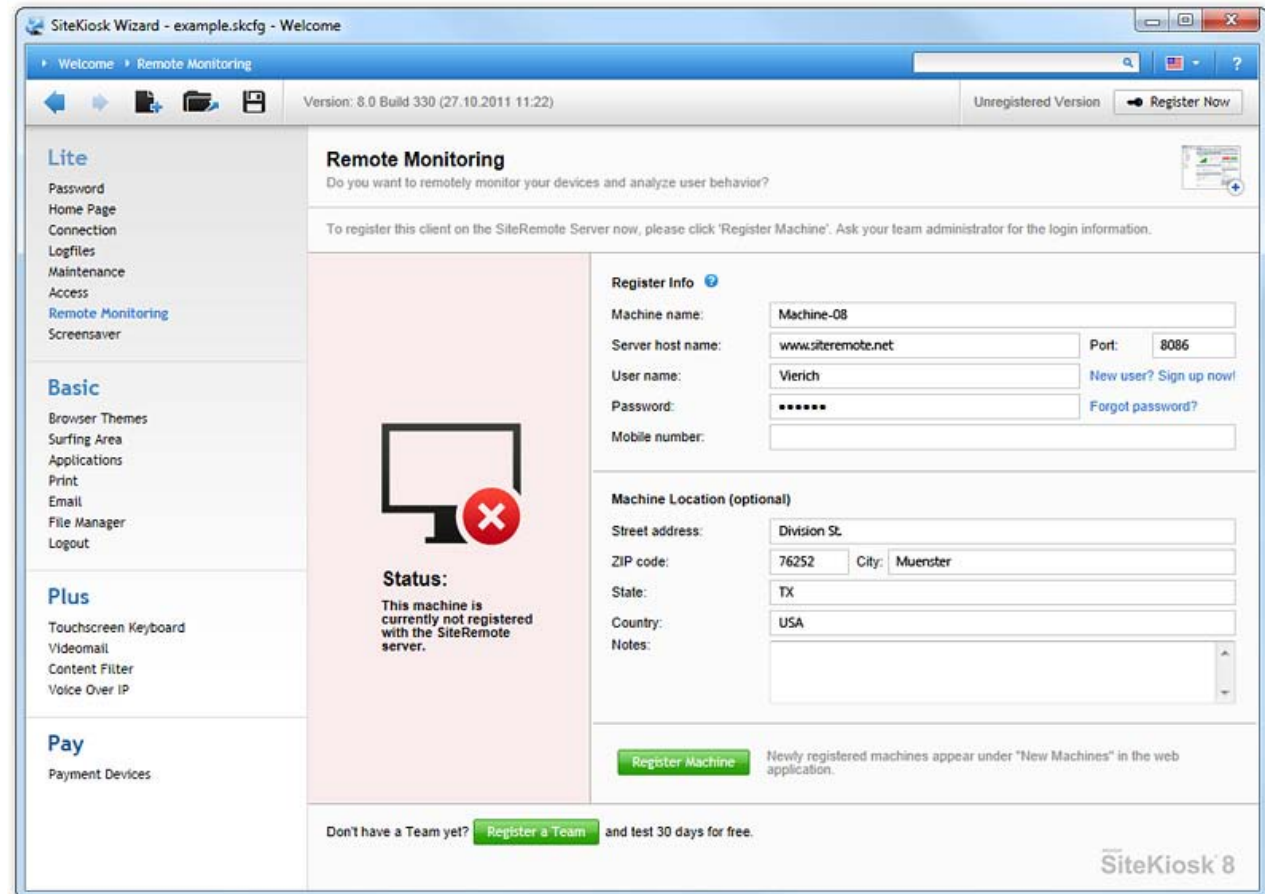 SiteKiosk Wizard - example.skcfg - Welcome
Welcome Remote Monitoring
?
Version: 8.0 Build 330 (27.10.2011 11:22)
Unregistered Version
Register Now
Lite
Password
Home Page
Connection
Logfiles
Maintenance
Access
Remote Monitoring
Screensaver
Basic
Browser Themes
Surfing Area
Applications
Print
Email
File Manager
Logout
Plus
Touchscreen Keyboard
Videomail
Content Filter
Voice Over IP
Pay
Payment Devices
Remote Monitoring
Do you want to remotely monitor your devices and analyze user behavior?
To register this client on the SiteRemote Server now, please click 'Register Machine'. Ask your team administrator for the login information.
Status:
This machine is
currently not registered
with the SiteRemote
server.
Register Info ?
Machine name: Machine-08
Server host name: www.siteremote.net Port: 8086
User name: Vierich New user? Sign up now!
Password: •••••• Forgot password?
Mobile number:
Machine Location (optional)
Street address: Division St.
ZIP code: 76252 City: Muenster
State: TX
Country: USA
Notes:
Register Machine
Newly registered machines appear under "New Machines" in the web
application.
Don't have a Team yet? Register a Team and test 30 days for free.
SiteKiosk 8